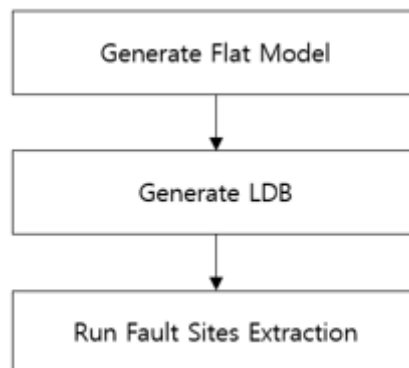 Generate Flat Model
Generate LDB
Run Fault Sites Extraction